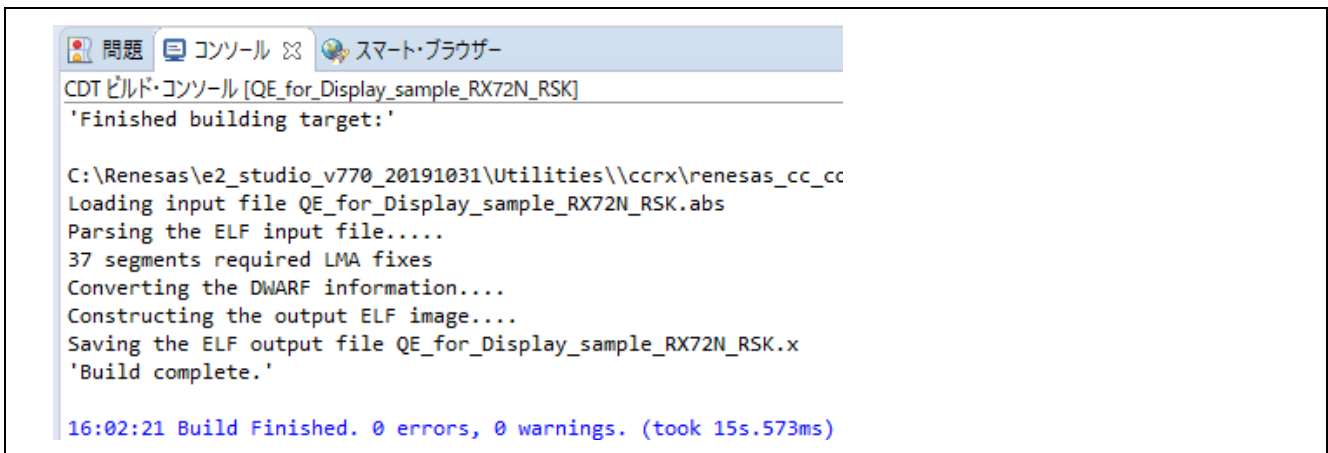 問題 コンソール スマート・ブラウザー
CDT ビルド・コンソール [QE_for_Display_sample_RX72N_RSK]
'Finished building target:'
C:\Renesas\e2_studio_v770_20191031\Utilities\\ccrx\renesas_cc_cc
Loading input file QE_for_Display_sample_RX72N_RSK.abs
Parsing the ELF input file.....
37 segments required LMA fixes
Converting the DWARF information....
Constructing the output ELF image....
Saving the ELF output file QE_for_Display_sample_RX72N_RSK.x
'Build complete.'
16:02:21 Build Finished. 0 errors, 0 warnings. (took 15s.573ms)